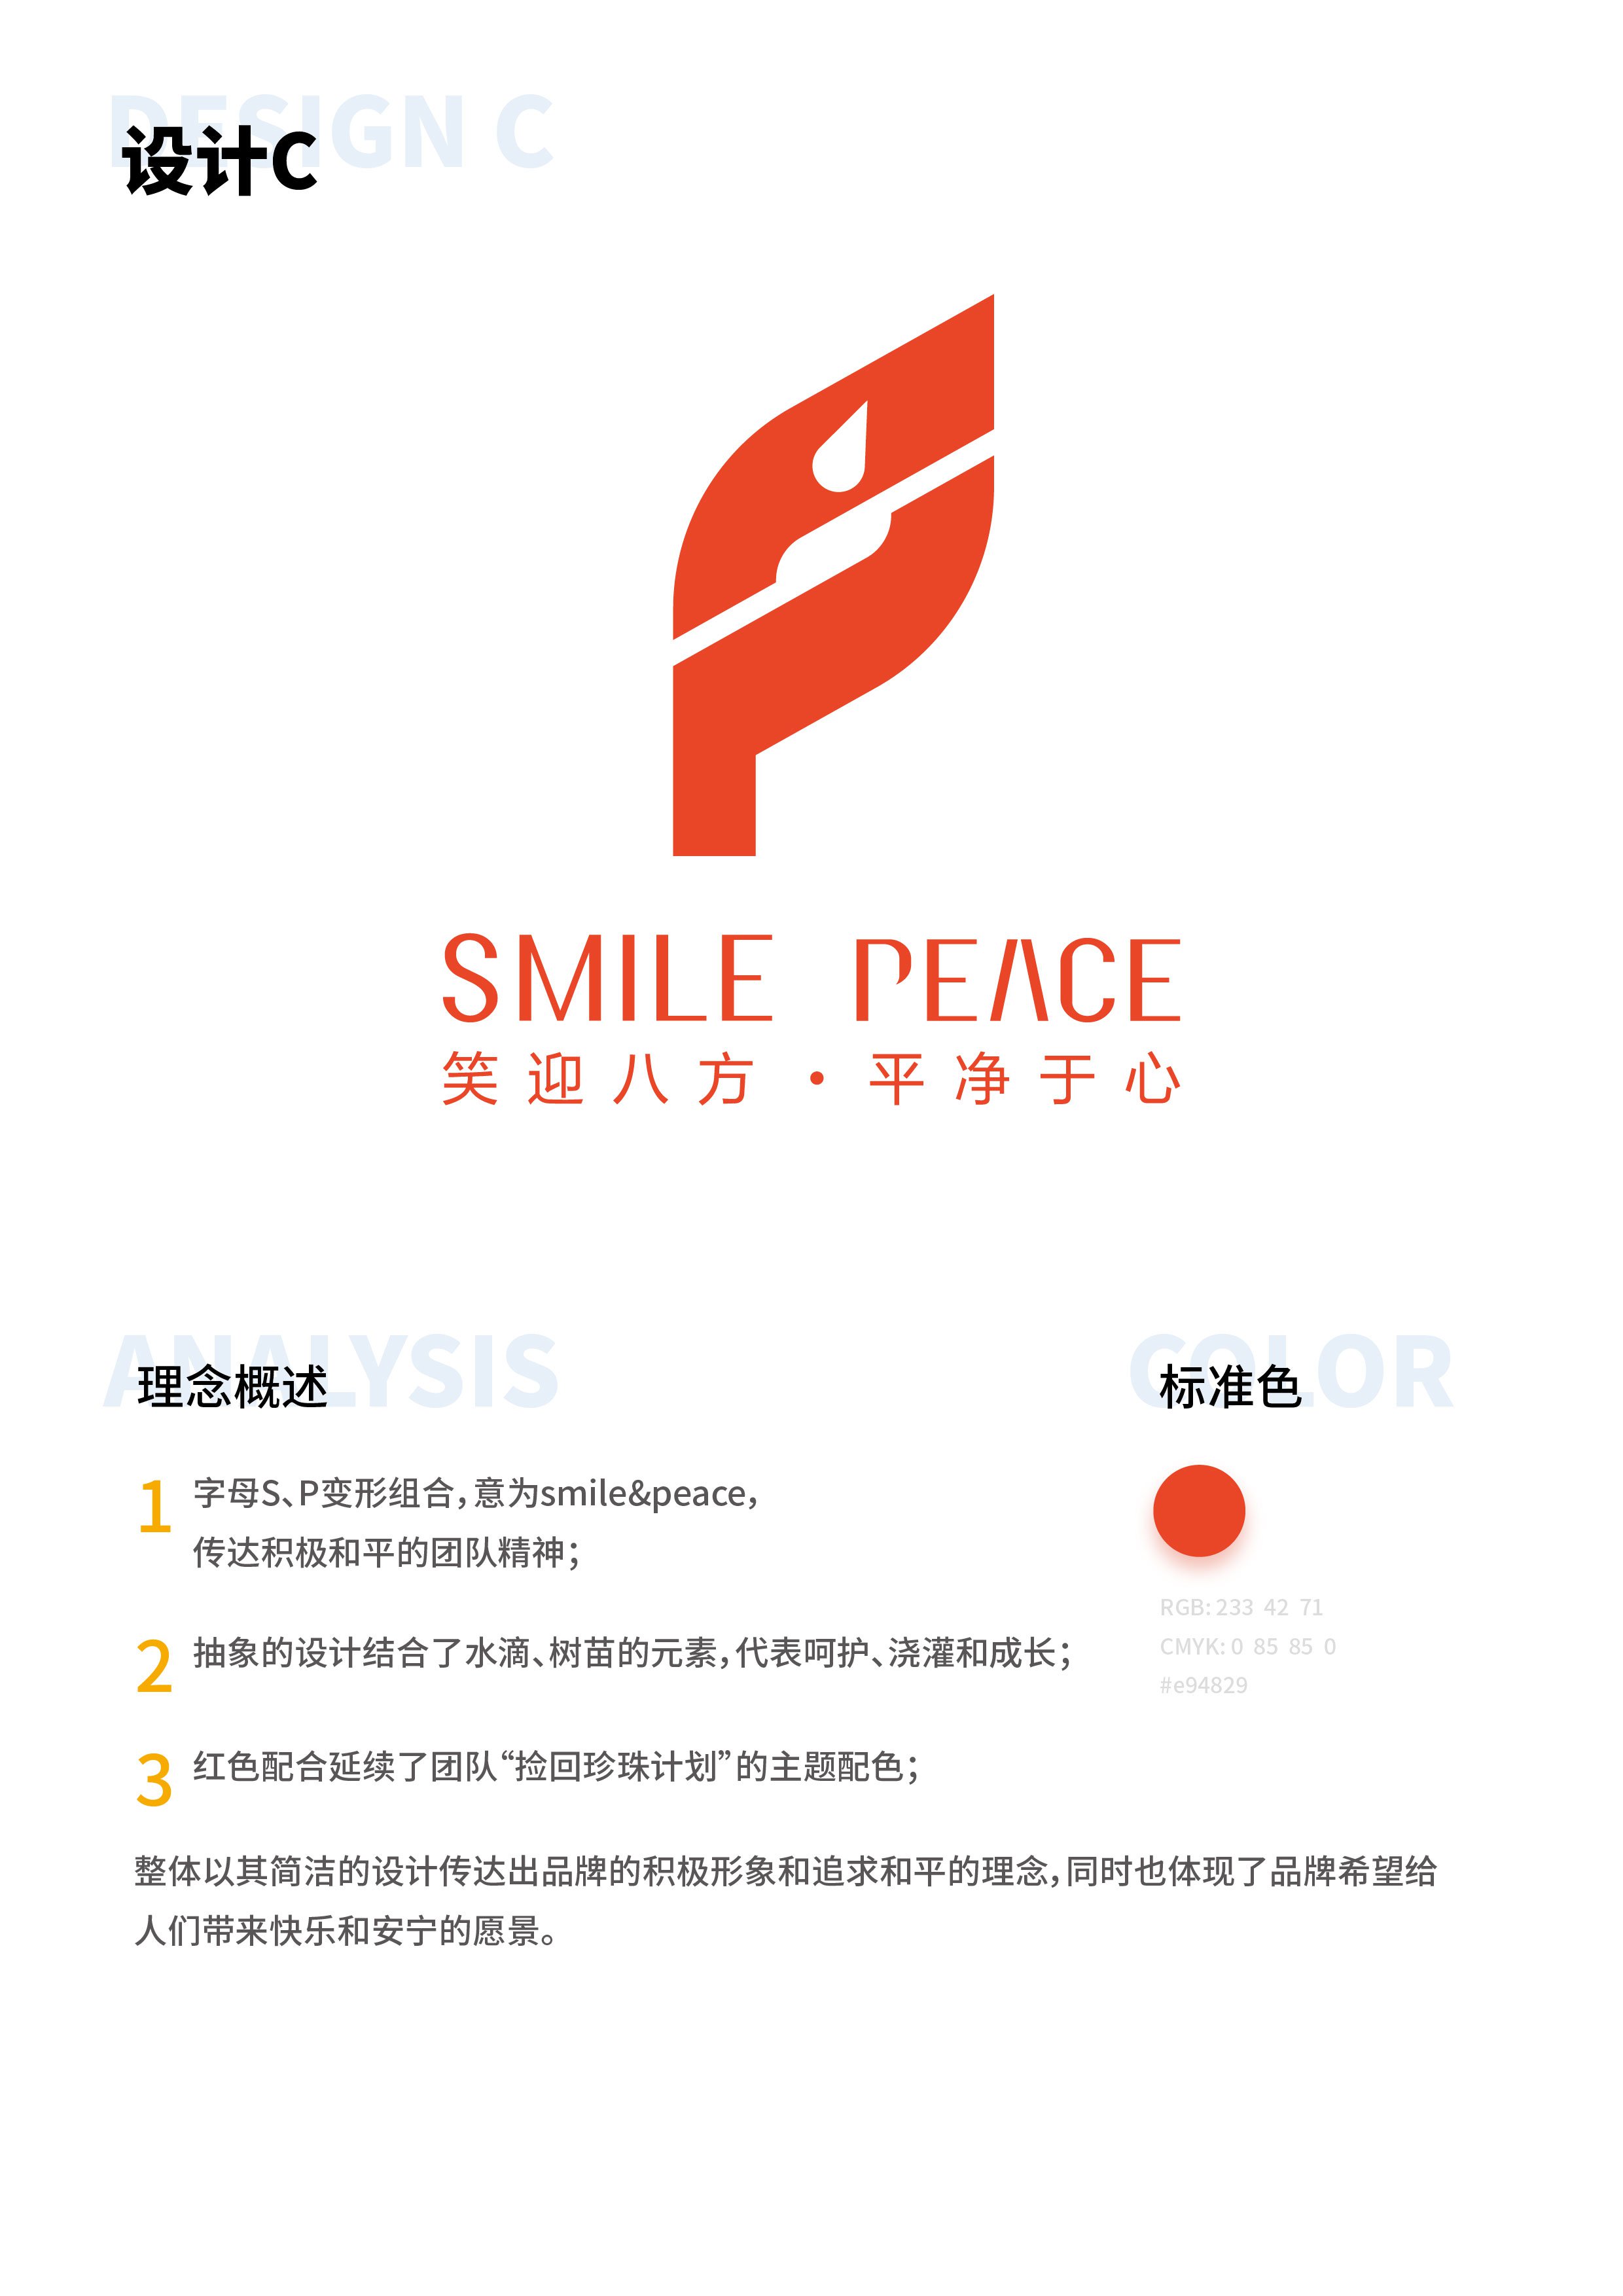 DESIGN C
设计C
SMILE PEACE
笑迎八方·平净于心
ANALYSIS
理念概述
1 字母S、P变形组合，意为smile&peace，
传达积极和平的团队精神；
2 抽象的设计结合了水滴、树苗的元素，代表呵护、浇灌和成长；
3 红色配合延续了团队“捡回珍珠计划”的主题配色；
整体以其简洁的设计传达出品牌的积极形象和追求和平的理念，同时也体现了品牌希望给
人们带来快乐和安宁的愿景。
COLOR
标准色
RGB: 233 42 71
CMYK: 0 85 85 0
#e94829